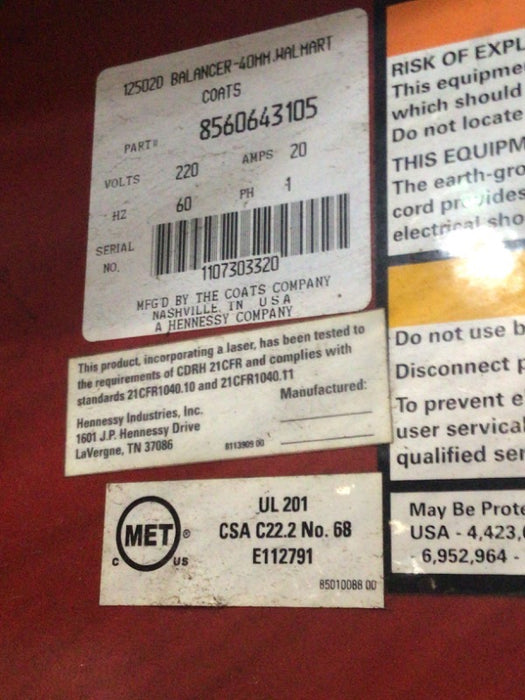 12502D BALANCER-40MM.WALMART
COATS
PART# 8560643105
VOLTS 220 AMPS 20
HZ 60 PH 1
SERIAL
NO.
1107303320
MFG'D BY THE COATS COMPANY
NASHVILLE, TN USA
A HENNESSY COMPANY
This product, incorporating a laser, has been tested to
the requirements of CDRH 21CFR and complies with
standards 21CFR1040.10 and 21CFR1040.11
Manufactured:
Hennessy Industries, Inc.
1601 J.P. Hennessy Drive
LaVergne, TN 37086
8113909 00
MET®
C US
UL 201
CSA C22.2 No. 68
E112791
85010088 00
RISK OF EXPL
This equipme
which should
Do not locate
THIS EQUIPM
The earth-gro
cord provides
electrical sho
Do not use b
Disconnect p
To prevent e
user servical
qualified ser
May Be Prote
USA - 4,423,
- 6,952,964 -